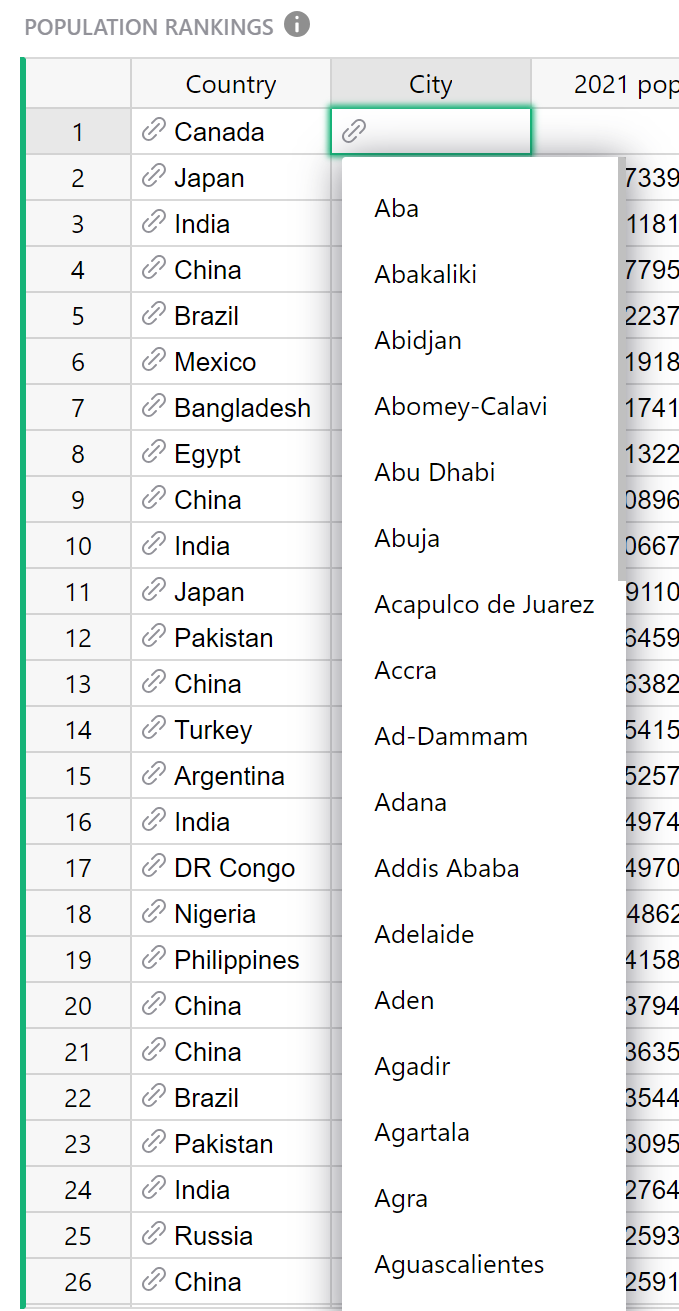 POPULATION RANKINGS
Country City 2021 pop
1 Canada
2 Japan 7339
3 India 1181
4 China 7795
5 Brazil 2237
6 Mexico 1918
7 Bangladesh 1741
8 Egypt 1322
9 China 0896
10 India 0667
11 Japan 9110
12 Pakistan 6459
13 China 6382
14 Turkey 5415
15 Argentina 5257
16 India 4974
17 DR Congo 4970
18 Nigeria 4862
19 Philippines 4158
20 China 3794
21 China 3635
22 Brazil 3544
23 Pakistan 3095
24 India 2764
25 Russia 2593
26 China 2591
Aba
Abakaliki
Abidjan
Abomey-Calavi
Abu Dhabi
Abuja
Acapulco de Juarez
Accra
Ad-Dammam
Adana
Addis Ababa
Adelaide
Aden
Agadir
Agartala
Agra
Aguascalientes